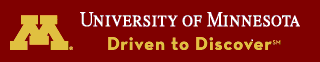 M
UNIVERSITY OF MINNESOTA
Driven to Discover℠